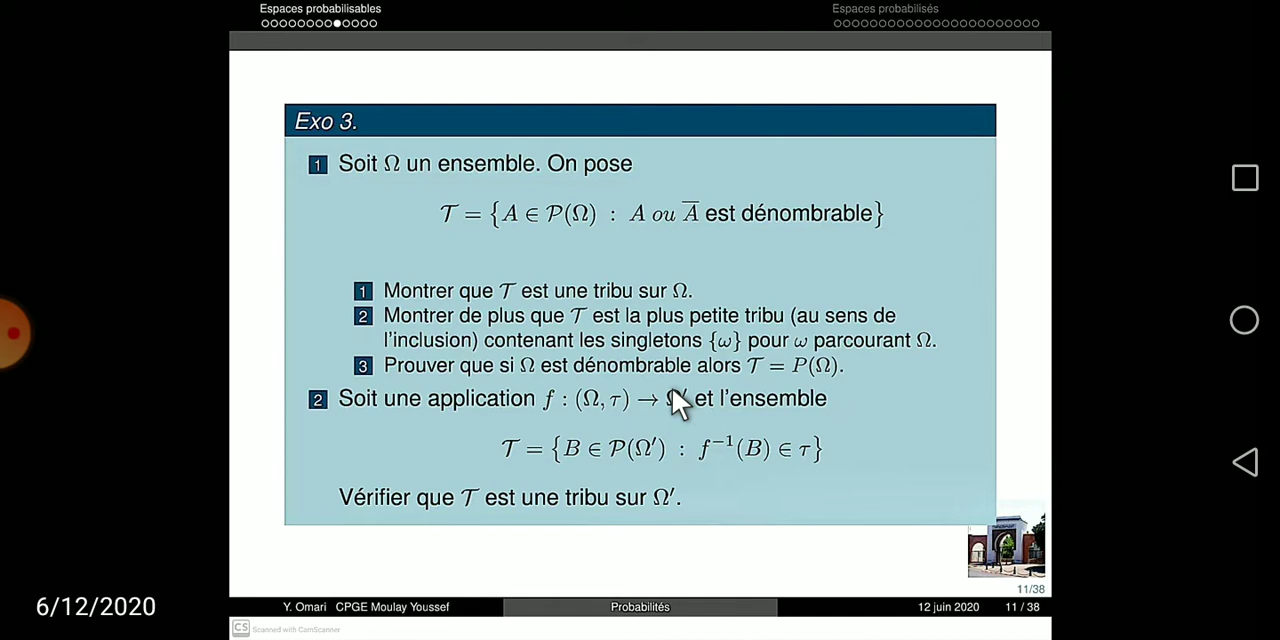 Espaces probabilisables
Espaces probabilisés
Exo 3.
1 Soit Ω un ensemble. On pose
𝒯 = {A ∈ 𝒫(Ω) : A ou A̅ est dénombrable}
1 Montrer que 𝒯 est une tribu sur Ω.
2 Montrer de plus que 𝒯 est la plus petite tribu (au sens de
l'inclusion) contenant les singletons {ω} pour ω parcourant Ω.
3 Prouver que si Ω est dénombrable alors 𝒯 = P(Ω).
2 Soit une application f : (Ω, τ) → Ω′ et l'ensemble
𝒯 = {B ∈ 𝒫(Ω′) : f⁻¹(B) ∈ τ}
Vérifier que 𝒯 est une tribu sur Ω′.
11/38
6/12/2020
Y. Omari CPGE Moulay Youssef
Probabilités
12 juin 2020
11 / 38
CS Scanned with CamScanner